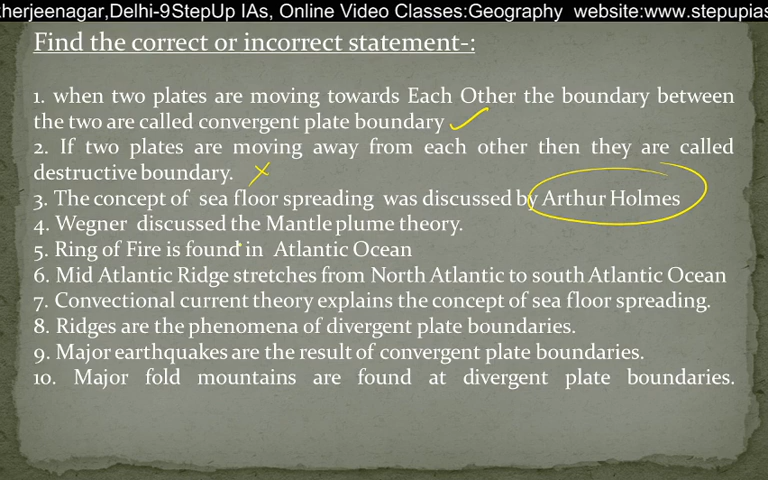 kherjeenagar,Delhi-9StepUp IAs, Online Video Classes:Geography website:www.stepupias
Find the correct or incorrect statement-:
1. when two plates are moving towards Each Other the boundary between
the two are called convergent plate boundary
2. If two plates are moving away from each other then they are called
destructive boundary.
3. The concept of sea floor spreading was discussed by Arthur Holmes
4. Wegner discussed the Mantle plume theory.
5. Ring of Fire is found in Atlantic Ocean
6. Mid Atlantic Ridge stretches from North Atlantic to south Atlantic Ocean
7. Convectional current theory explains the concept of sea floor spreading.
8. Ridges are the phenomena of divergent plate boundaries.
9. Major earthquakes are the result of convergent plate boundaries.
10. Major fold mountains are found at divergent plate boundaries.